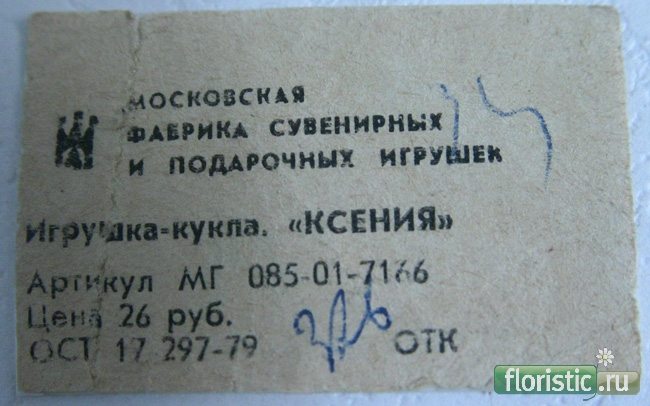 МОСКОВСКАЯ
ФАБРИКА СУВЕНИРНЫХ
И ПОДАРОЧНЫХ ИГРУШЕК
Игрушка-кукла. «КСЕНИЯ»
Артикул МГ 085-01-7166
Цена 26 руб.
ОСТ 17 297-79 ОТК
floristic.ru